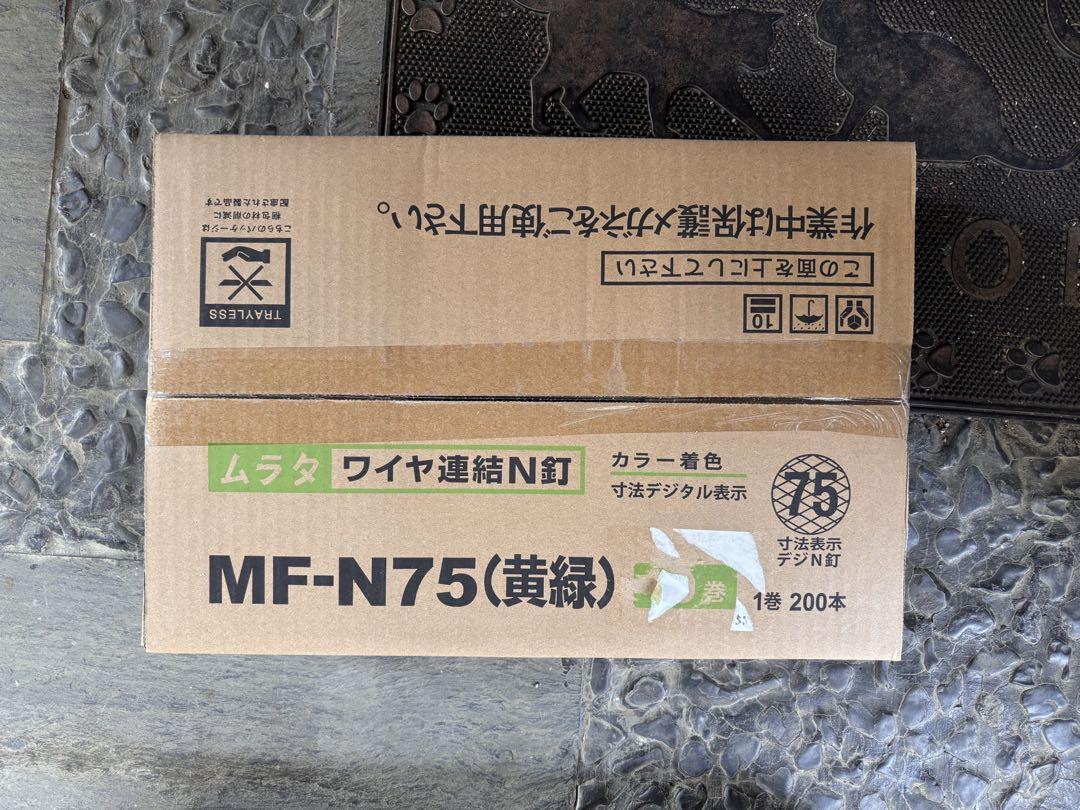 作業中は保護メガネをご使用下さい。
この面を上にして下さい
10
こちらのパッケージは
梱包材の削減に
配慮された製品です
TRAYLESS
ムラタ ワイヤ連結N釘
カラー着色
寸法デジタル表示
75
寸法表示
デジN釘
MF-N75(黄緑)
巻
1巻 200本